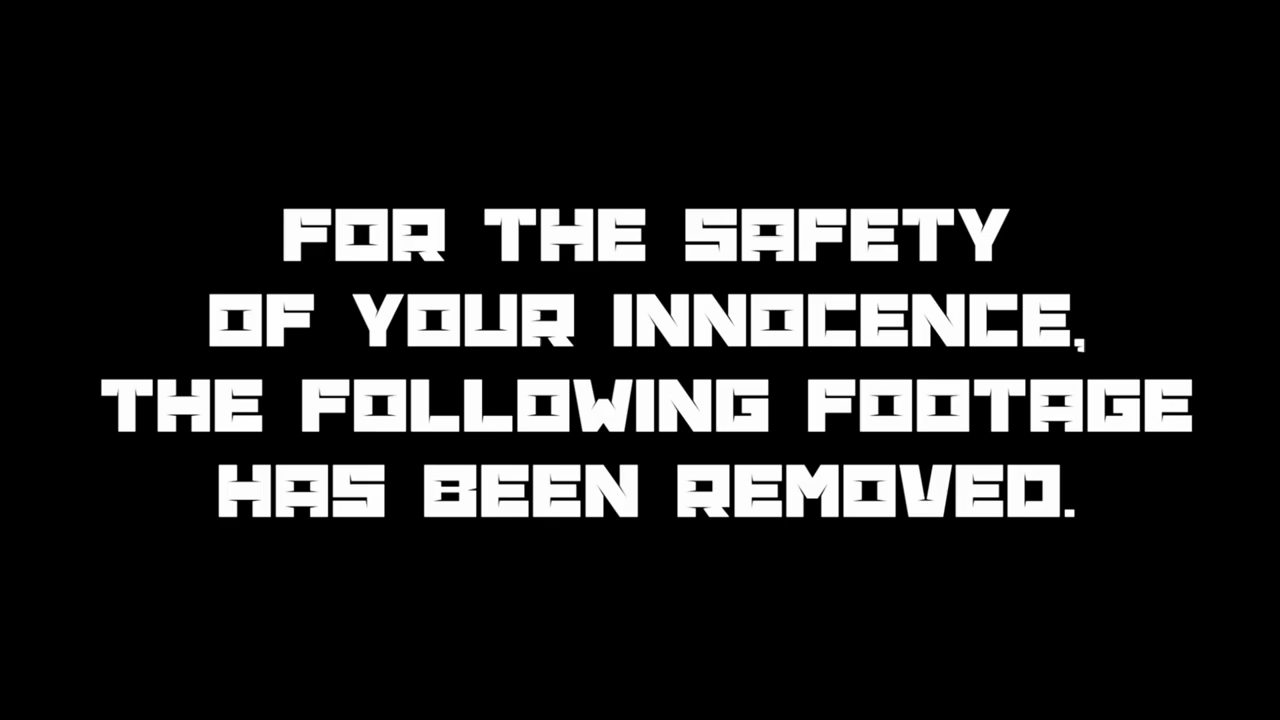 FOR THE SAFETY
OF YOUR INNOCENCE,
THE FOLLOWING FOOTAGE
HAS BEEN REMOVED.